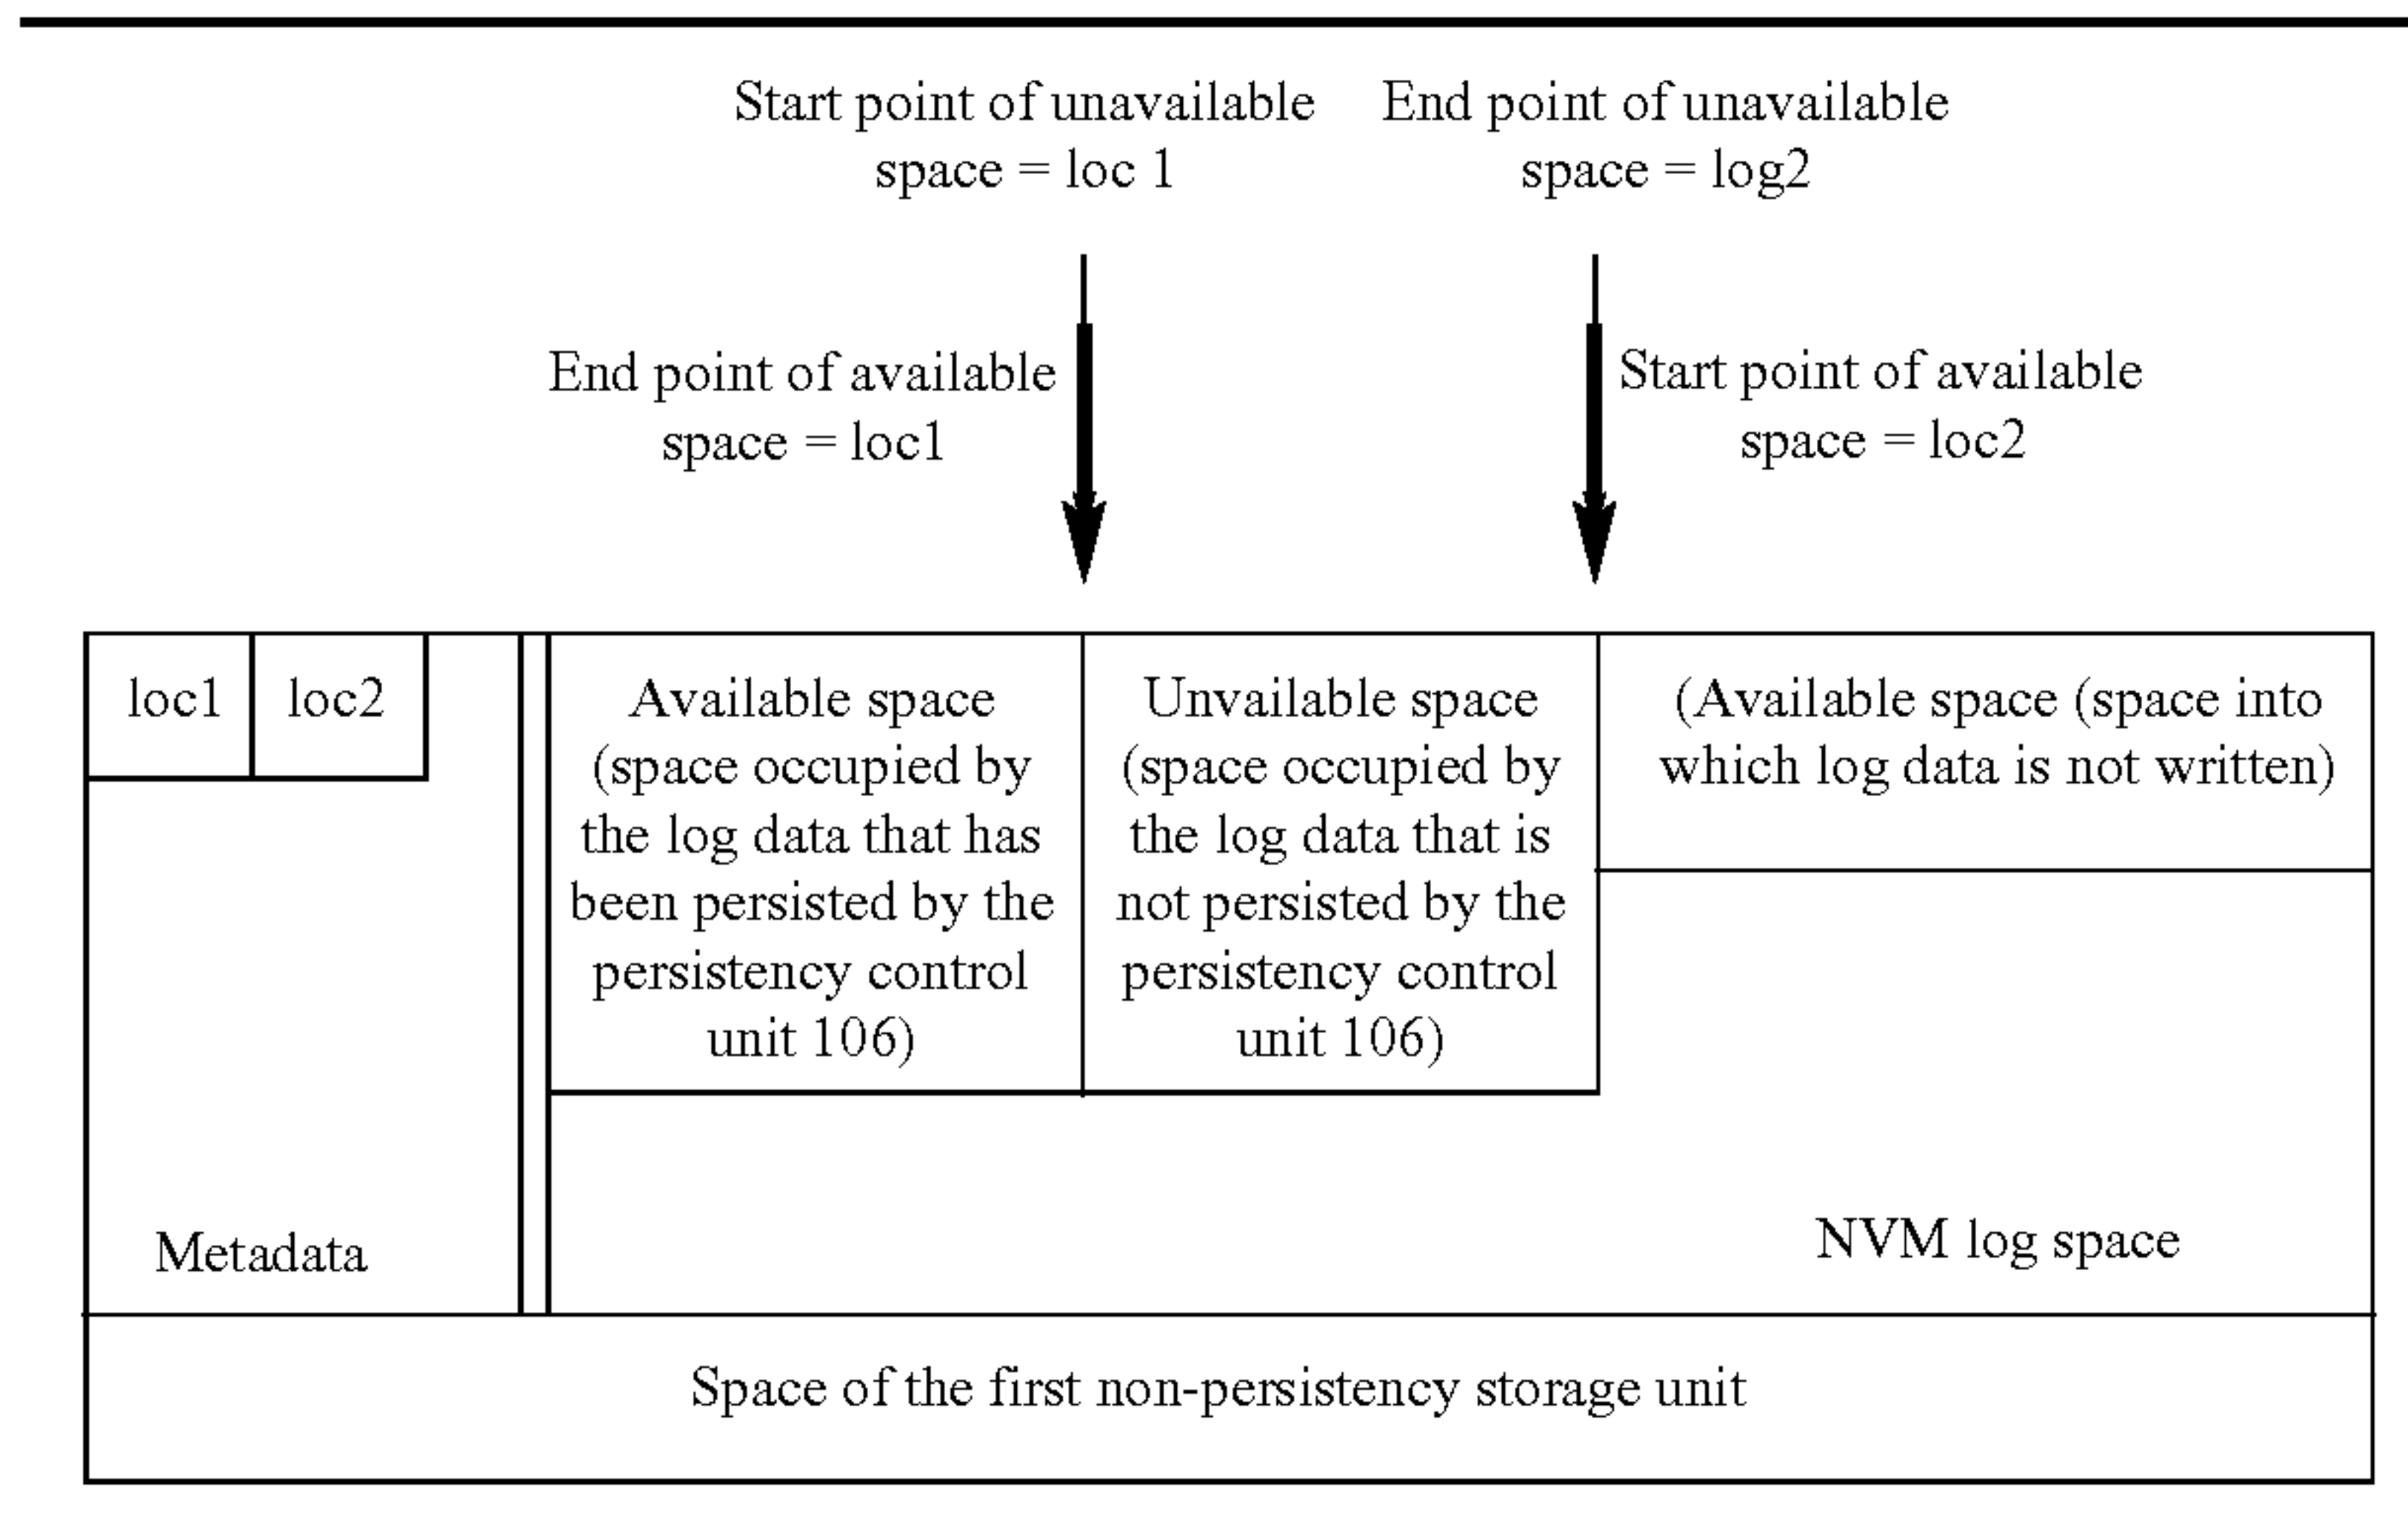 Start point of unavailable
space = loc 1
End point of unavailable
space = log2
End point of available
space = loc1
Start point of available
space = loc2
loc1
loc2
Available space
(space occupied by
the log data that has
been persisted by the
persistency control
unit 106)
Unvailable space
(space occupied by
the log data that is
not persisted by the
persistency control
unit 106)
(Available space (space into
which log data is not written)
Metadata
NVM log space
Space of the first non-persistency storage unit